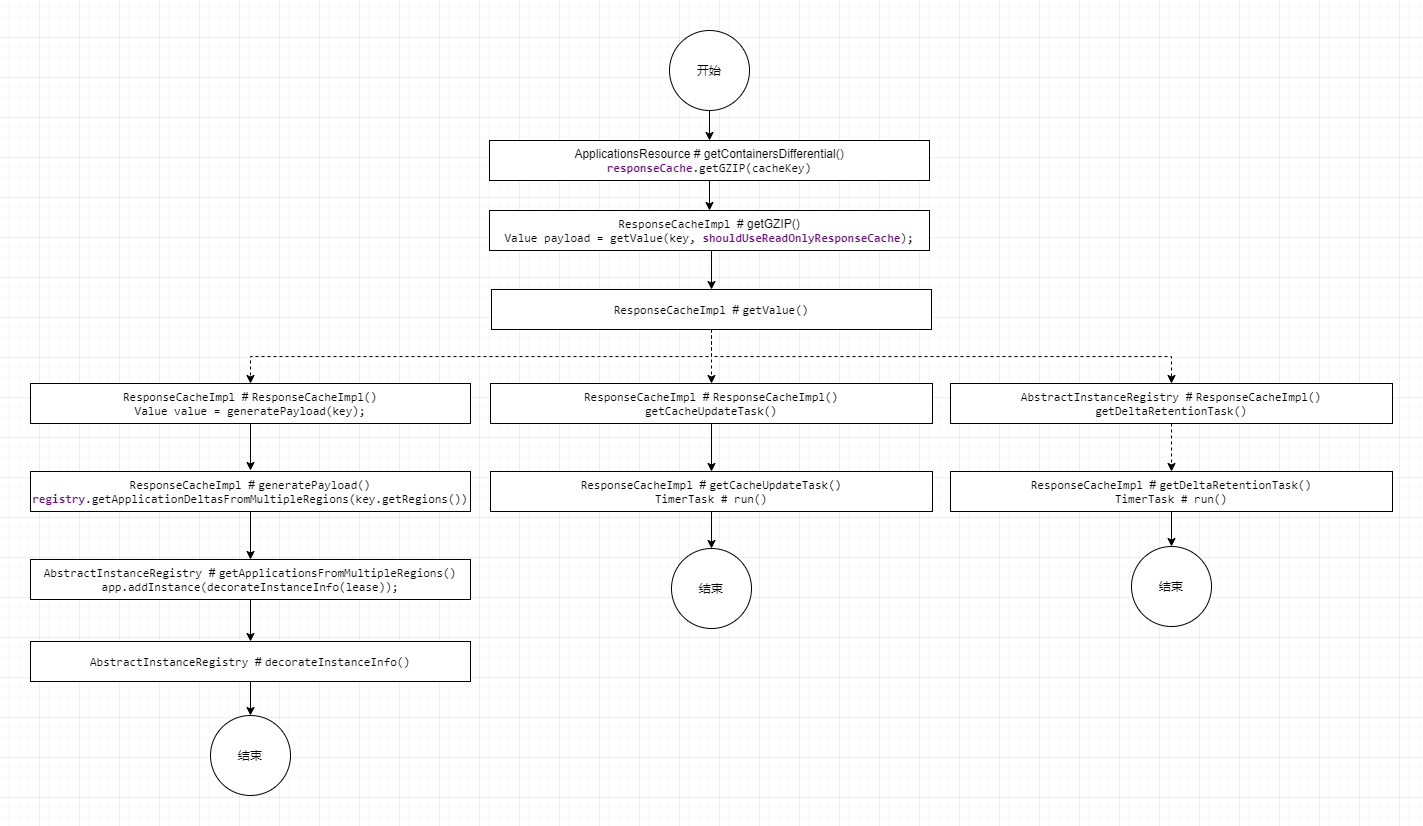 开始
ApplicationsResource # getContainersDifferential()
responseCache.getGZIP(cacheKey)
ResponseCacheImpl # getGZIP()
Value payload = getValue(key, shouldUseReadOnlyResponseCache);
ResponseCacheImpl # getValue()
ResponseCacheImpl # ResponseCacheImpl()
Value value = generatePayload(key);
ResponseCacheImpl # ResponseCacheImpl()
getCacheUpdateTask()
AbstractInstanceRegistry # ResponseCacheImpl()
getDeltaRetentionTask()
ResponseCacheImpl # generatePayload()
registry.getApplicationDeltasFromMultipleRegions(key.getRegions())
ResponseCacheImpl # getCacheUpdateTask()
TimerTask # run()
ResponseCacheImpl # getDeltaRetentionTask()
TimerTask # run()
AbstractInstanceRegistry # getApplicationsFromMultipleRegions()
app.addInstance(decorateInstanceInfo(lease));
结束
结束
AbstractInstanceRegistry # decorateInstanceInfo()
结束